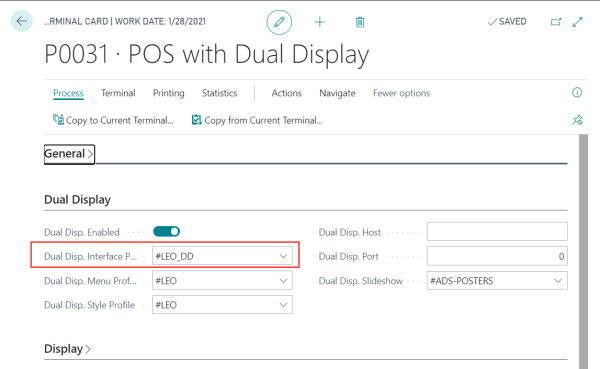 ...RMINAL CARD | WORK DATE: 1/28/2021
✓ SAVED
P0031 · POS with Dual Display
Process Terminal Printing Statistics Actions Navigate Fewer options
Copy to Current Terminal... Copy from Current Terminal...
General >
Dual Display
Dual Disp. Enabled
Dual Disp. Host
Dual Disp. Interface P... #LEO_DD
Dual Disp. Port 0
Dual Disp. Menu Prof... #LEO
Dual Disp. Slideshow #ADS-POSTERS
Dual Disp. Style Profile #LEO
Display >